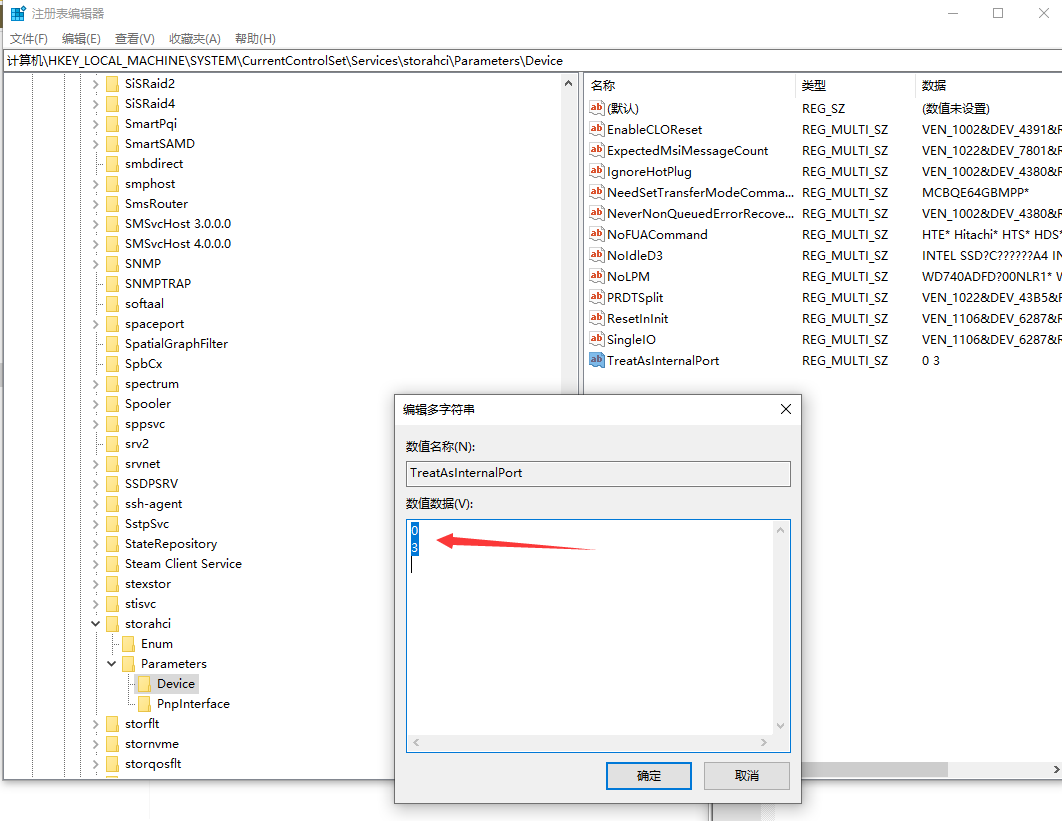 注册表编辑器
文件(F) 编辑(E) 查看(V) 收藏夹(A) 帮助(H)
计算机\HKEY_LOCAL_MACHINE\SYSTEM\CurrentControlSet\Services\storahci\Parameters\Device
SiSRaid2
SiSRaid4
SmartPqi
SmartSAMD
smbdirect
smphost
SmsRouter
SMSvcHost 3.0.0.0
SMSvcHost 4.0.0.0
SNMP
SNMPTRAP
softaal
spaceport
SpatialGraphFilter
SpbCx
spectrum
Spooler
sppsvc
srv2
srvnet
SSDPSRV
ssh-agent
SstpSvc
StateRepository
Steam Client Service
stexstor
stisvc
storahci
Enum
Parameters
Device
PnpInterface
storflt
stornvme
storqosflt
名称 类型 数据
(默认) REG_SZ (数值未设置)
EnableCLOReset REG_MULTI_SZ VEN_1002&DEV_4391&R
ExpectedMsiMessageCount REG_MULTI_SZ VEN_1022&DEV_7801&R
IgnoreHotPlug REG_MULTI_SZ VEN_1002&DEV_4380&R
NeedSetTransferModeComma... REG_MULTI_SZ MCBQE64GBMPP*
NeverNonQueuedErrorRecove... REG_MULTI_SZ VEN_1002&DEV_4380&R
NoFUACommand REG_MULTI_SZ HTE* Hitachi* HTS* HDS*
NoIdleD3 REG_MULTI_SZ INTEL SSD?C??????A4 IN
NoLPM REG_MULTI_SZ WD740ADFD?00NLR1* W
PRDTSplit REG_MULTI_SZ VEN_1022&DEV_43B5&R
ResetInInit REG_MULTI_SZ VEN_1106&DEV_6287&R
SingleIO REG_MULTI_SZ VEN_1106&DEV_6287&R
TreatAsInternalPort REG_MULTI_SZ 0 3
编辑多字符串
数值名称(N):
TreatAsInternalPort
数值数据(V):
0
3
确定 取消